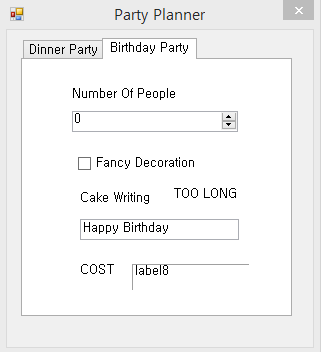 Party Planner
Dinner Party Birthday Party
Number Of People
0
Fancy Decoration
Cake Writing TOO LONG
Happy Birthday
COST label8